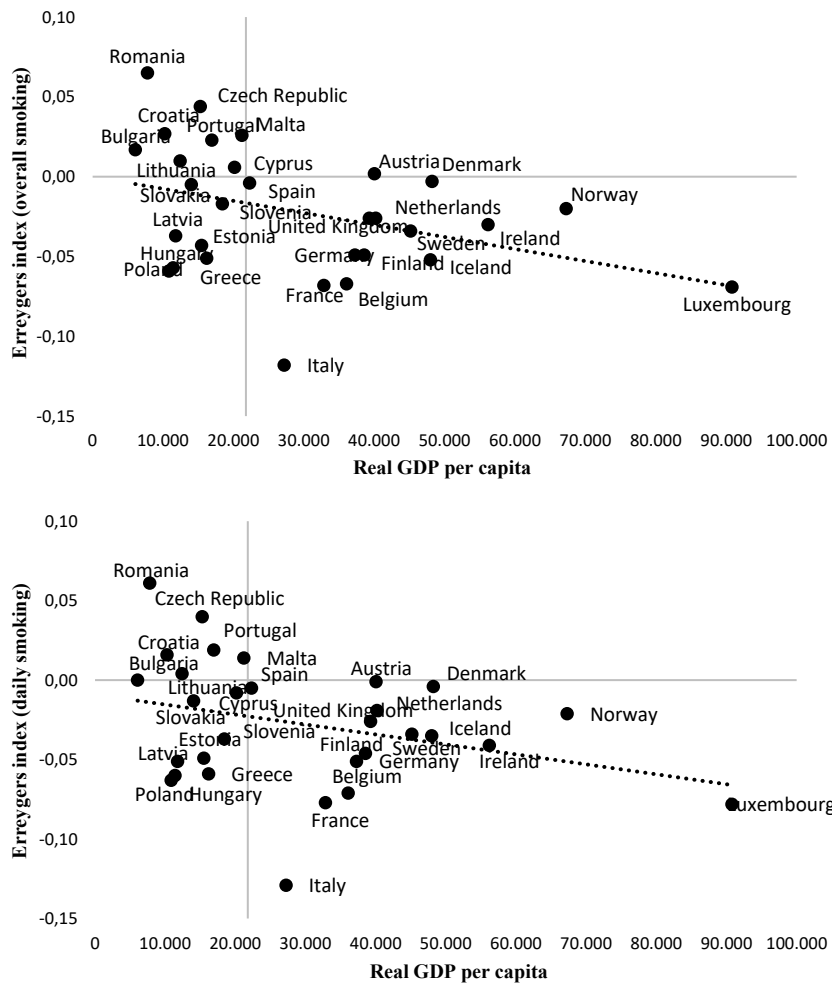 Erreygers index (overall smoking)
0,10
0,05
0,00
-0,05
-0,10
-0,15
Romania
Czech Republic
Croatia
Portugal
Malta
Bulgaria
Lithuania
Cyprus
Austria
Denmark
Slovakia
Spain
Norway
Latvia
Slovenia
Netherlands
United Kingdom
Estonia
Sweden
Ireland
Hungary
Germany
Poland
Greece
Finland
Iceland
France
Belgium
Luxembourg
Italy
0 10.000 20.000 30.000 40.000 50.000 60.000 70.000 80.000 90.000 100.000
Real GDP per capita
Erreygers index (daily smoking)
0,10
0,05
0,00
-0,05
-0,10
-0,15
Romania
Czech Republic
Portugal
Croatia
Malta
Bulgaria
Spain
Austria
Denmark
Lithuania
Cyprus
Netherlands
Slovakia
United Kingdom
Norway
Estonia
Slovenia
Iceland
Latvia
Finland
Sweden
Ireland
Germany
Greece
Belgium
Poland
Hungary
Luxembourg
France
Italy
0 10.000 20.000 30.000 40.000 50.000 60.000 70.000 80.000 90.000 100.000
Real GDP per capita